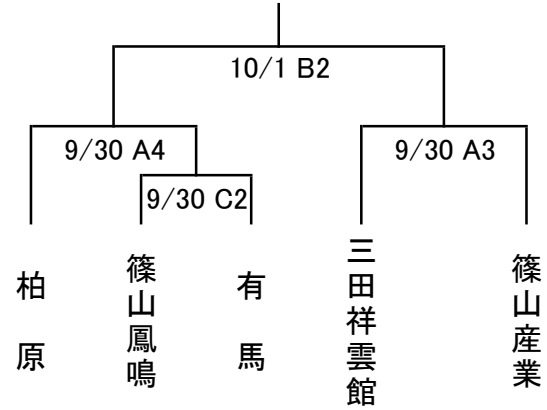 10/1 B2
9/30 A4
9/30 A3
9/30 C2
柏原
篠山鳳鳴
有馬
三田祥雲館
篠山産業